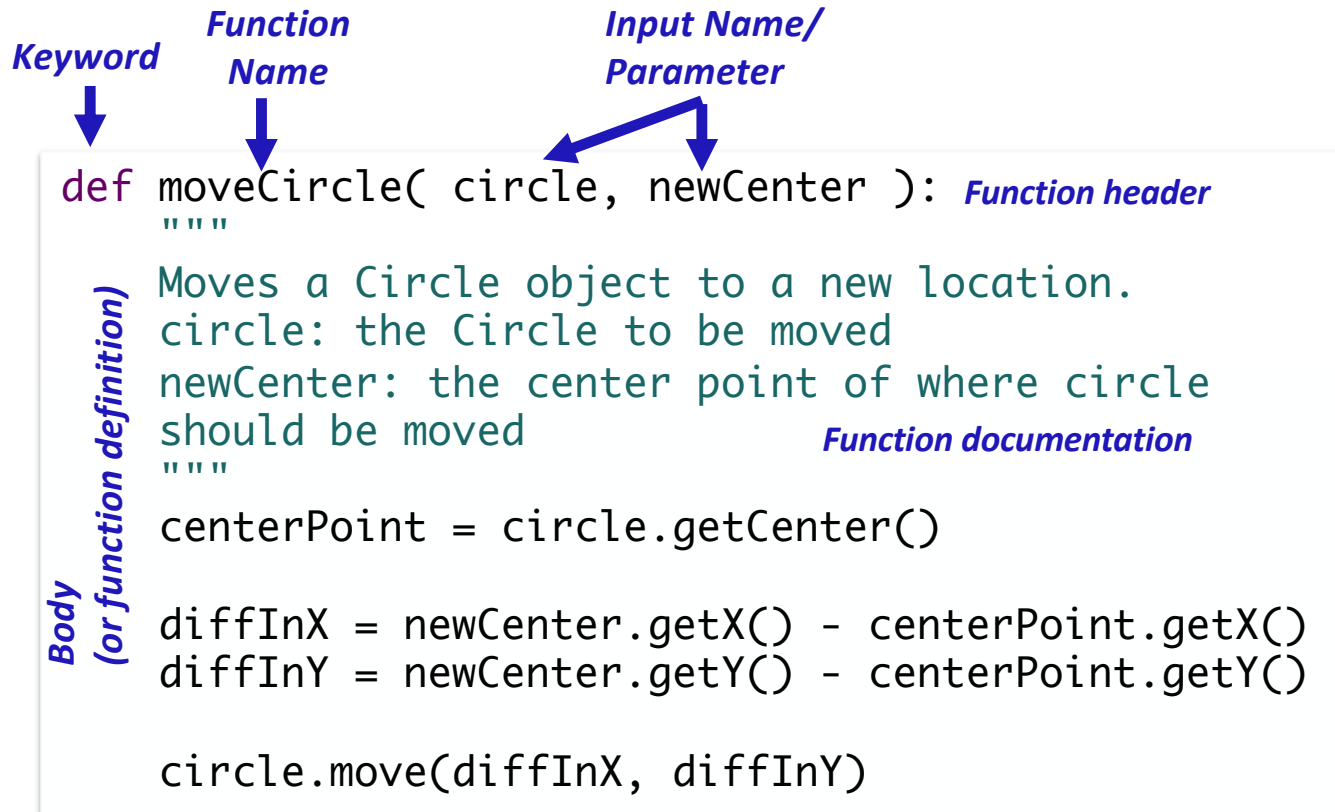 Function
Name
Keyword
Input Name/
Parameter
def moveCircle( circle, newCenter ): Function header
"""
Moves a Circle object to a new location.
circle: the Circle to be moved
newCenter: the center point of where circle
should be moved
Function documentation
"""
centerPoint = circle.getCenter()
diffInX = newCenter.getX() - centerPoint.getX()
diffInY = newCenter.getY() - centerPoint.getY()
circle.move(diffInX, diffInY)
Body
(or function definition)